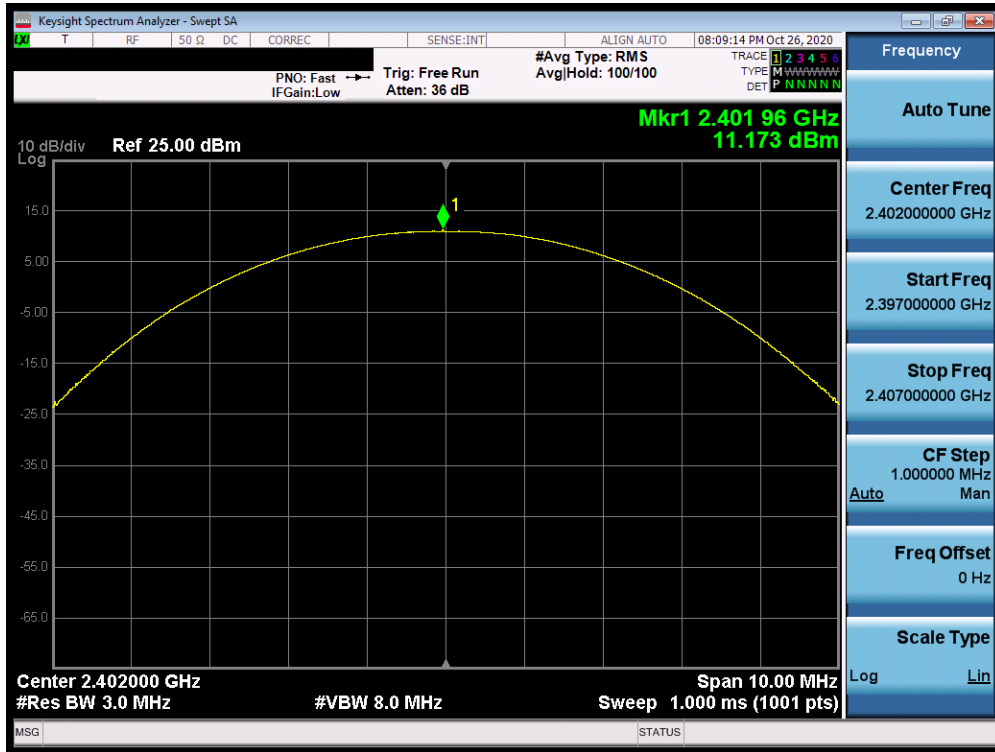 Keysight Spectrum Analyzer - Swept SA
LXI T RF 50 Ω DC CORREC SENSE:INT ALIGN AUTO 08:09:14 PM Oct 26, 2020
PNO: Fast
IFGain:Low
Trig: Free Run
Atten: 36 dB
#Avg Type: RMS
Avg|Hold: 100/100
TRACE 1 2 3 4 5 6
TYPE M WWWWW
DET P N N N N N
Mkr1 2.401 96 GHz
11.173 dBm
10 dB/div
Log
Ref 25.00 dBm
1
15.0
5.00
-5.00
-15.0
-25.0
-35.0
-45.0
-55.0
-65.0
Center 2.402000 GHz
Span 10.00 MHz
#Res BW 3.0 MHz
#VBW 8.0 MHz
Sweep 1.000 ms (1001 pts)
MSG
STATUS
Frequency
Auto Tune
Center Freq
2.402000000 GHz
Start Freq
2.397000000 GHz
Stop Freq
2.407000000 GHz
CF Step
1.000000 MHz
Auto Man
Freq Offset
0 Hz
Scale Type
Log Lin